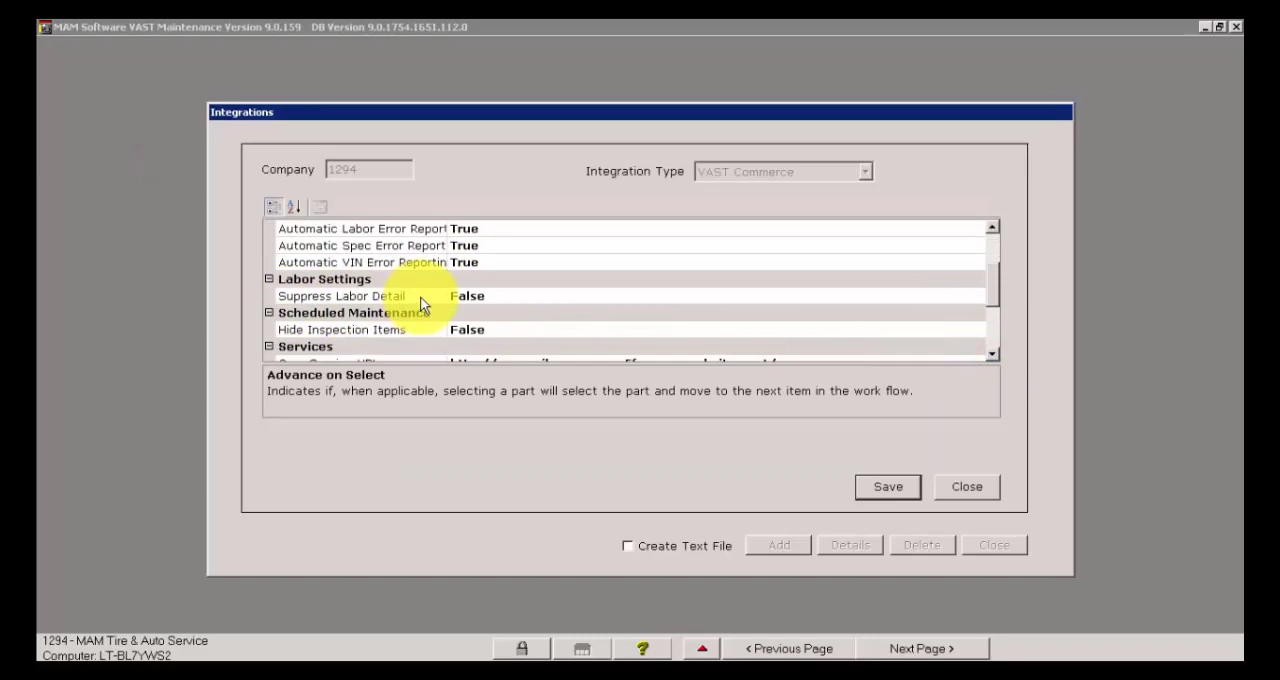 MAM Software VAST Maintenance Version 9.0.159 DB Version 9.0.1754.1651.112.0
Integrations
Company 1294 Integration Type VAST Commerce
Automatic Labor Error Report True
Automatic Spec Error Report True
Automatic VIN Error Reportin True
Labor Settings
Suppress Labor Detail False
Scheduled Maintenance
Hide Inspection Items False
Services
Advance on Select
Indicates if, when applicable, selecting a part will select the part and move to the next item in the work flow.
Save Close
Create Text File Add Details Delete Close
1294 - MAM Tire & Auto Service
Computer: LT-BL7YWS2
? < Previous Page Next Page >